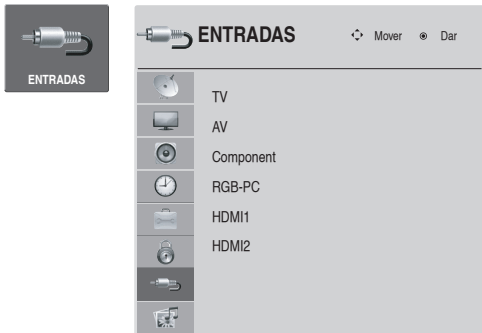 ENTRADAS
ENTRADAS
Mover
Dar
TV
AV
Component
RGB-PC
HDMI1
HDMI2